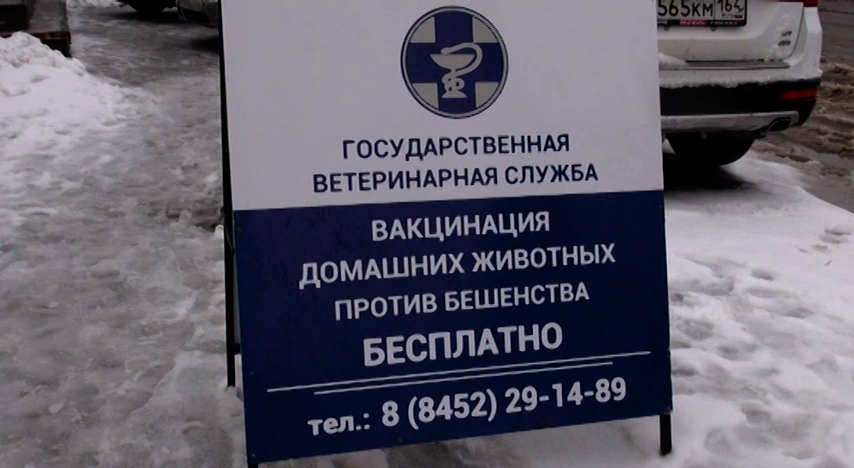 565КМ 164
ГОСУДАРСТВЕННАЯ
ВЕТЕРИНАРНАЯ СЛУЖБА
ВАКЦИНАЦИЯ
ДОМАШНИХ ЖИВОТНЫХ
ПРОТИВ БЕШЕНСТВА
БЕСПЛАТНО
тел.: 8 (8452) 29-14-89